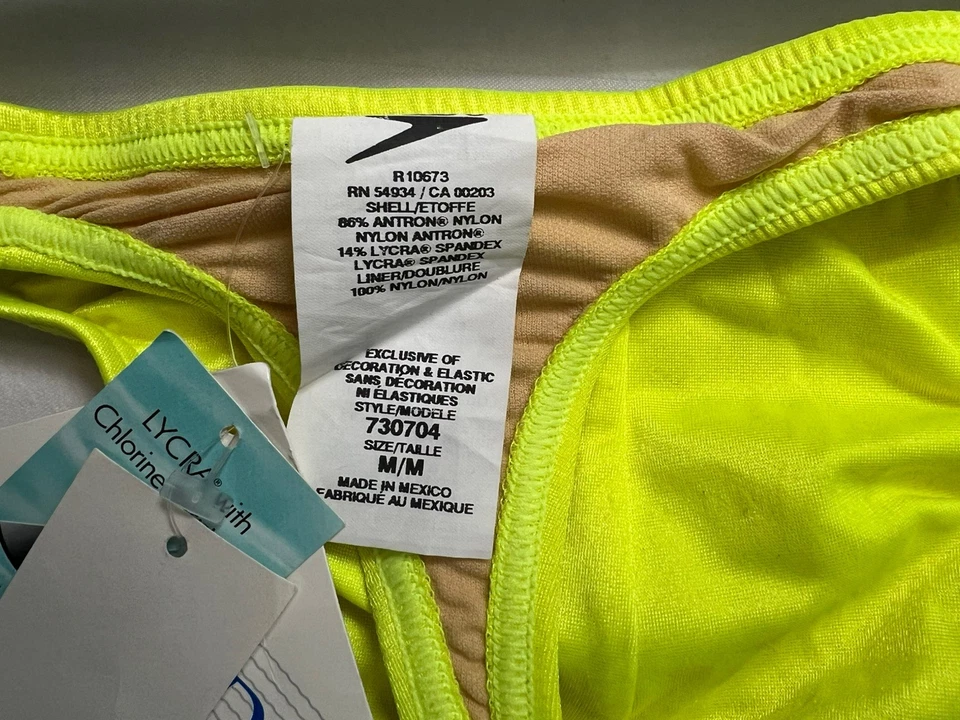 R10673
RN 54934 / CA 00203
SHELL/ETOFFE
86% ANTRON® NYLON
NYLON ANTRON®
14% LYCRA® SPANDEX
LYCRA® SPANDEX
LINER/DOUBLURE
100% NYLON/NYLON
EXCLUSIVE OF
DECORATION & ELASTIC
SANS DÉCORATION
NI ÉLASTIQUES
STYLE/MODÈLE
730704
SIZE/TAILLE
M/M
MADE IN MEXICO
FABRIQUÉ AU MEXIQUE
LYCRA® with
Chlorine